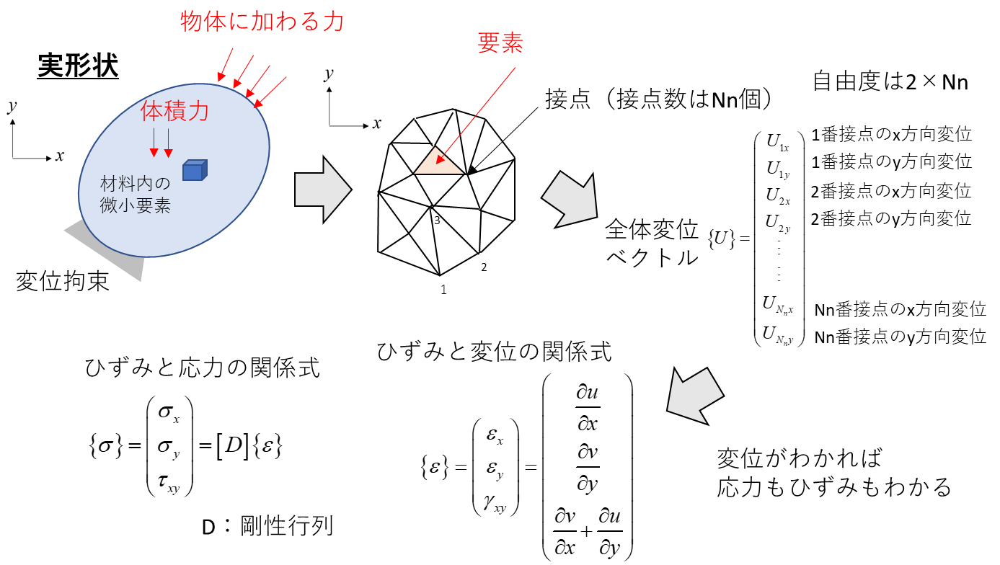 物体に加わる力
実形状
体積力
y
x
材料内の
微小要素
変位拘束
y
x
要素
接点（接点数はNn個）
3
2
1
自由度は2×Nn
全体変位
ベクトル
{U} =
U1x
U1y
U2x
U2y
⋮
⋮
UNnx
UNny
1番接点のx方向変位
1番接点のy方向変位
2番接点のx方向変位
2番接点のy方向変位
Nn番接点のx方向変位
Nn番接点のy方向変位
ひずみと応力の関係式
{σ} = (σx σy τxy) = [D]{ε}
D：剛性行列
ひずみと変位の関係式
{ε} = (εx εy γxy) = (∂u/∂x ∂v/∂y ∂v/∂x + ∂u/∂y)
変位がわかれば
応力もひずみもわかる